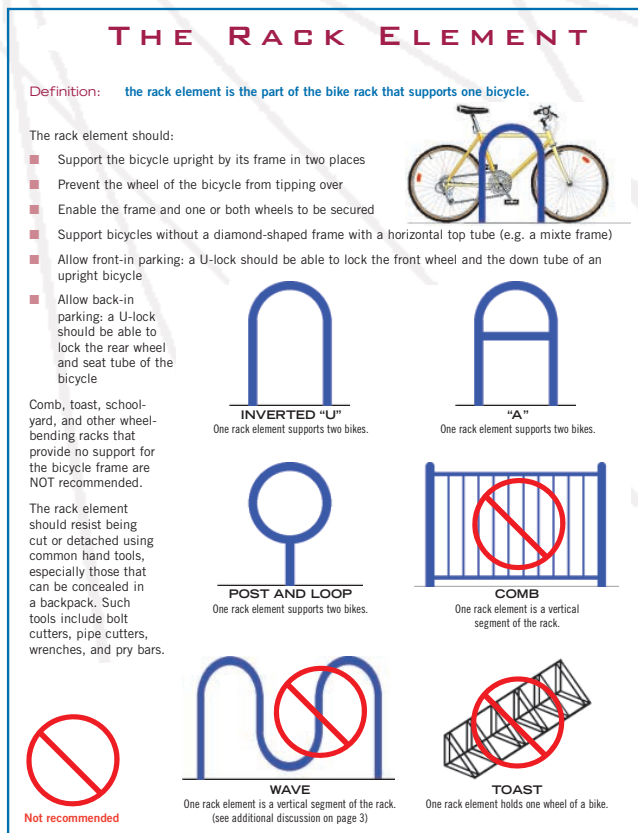 THE RACK ELEMENT
Definition: the rack element is the part of the bike rack that supports one bicycle.
The rack element should:
Support the bicycle upright by its frame in two places
Prevent the wheel of the bicycle from tipping over
Enable the frame and one or both wheels to be secured
Support bicycles without a diamond-shaped frame with a horizontal top tube (e.g. a mixte frame)
Allow front-in parking: a U-lock should be able to lock the front wheel and the down tube of an
upright bicycle
Allow back-in
parking: a U-lock
should be able to
lock the rear wheel
and seat tube of the
bicycle
Comb, toast, school-
yard, and other wheel-
bending racks that
provide no support for
the bicycle frame are
NOT recommended.
The rack element
should resist being
cut or detached using
common hand tools,
especially those that
can be concealed in
a backpack. Such
tools include bolt
cutters, pipe cutters,
wrenches, and pry bars.
Not recommended
INVERTED “U”
One rack element supports two bikes.
“A”
One rack element supports two bikes.
POST AND LOOP
One rack element supports two bikes.
COMB
One rack element is a vertical
segment of the rack.
WAVE
One rack element is a vertical segment of the rack.
(see additional discussion on page 3)
TOAST
One rack element holds one wheel of a bike.